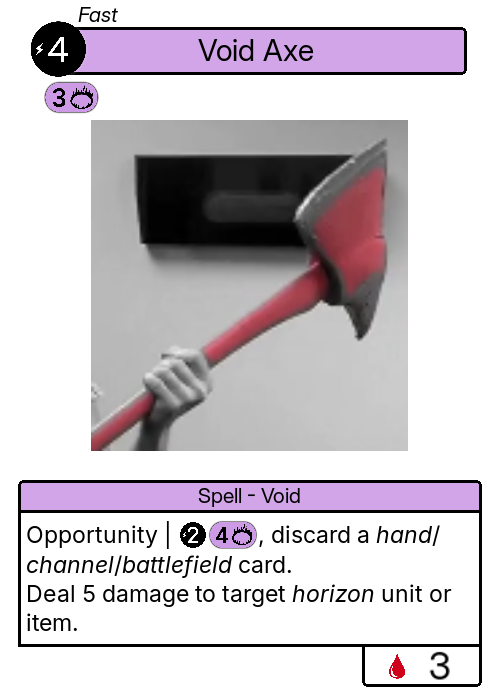 Fast
4 Void Axe
3
Spell - Void
Opportunity | 2 4, discard a hand/
channel/battlefield card.
Deal 5 damage to target horizon unit or
item.
3